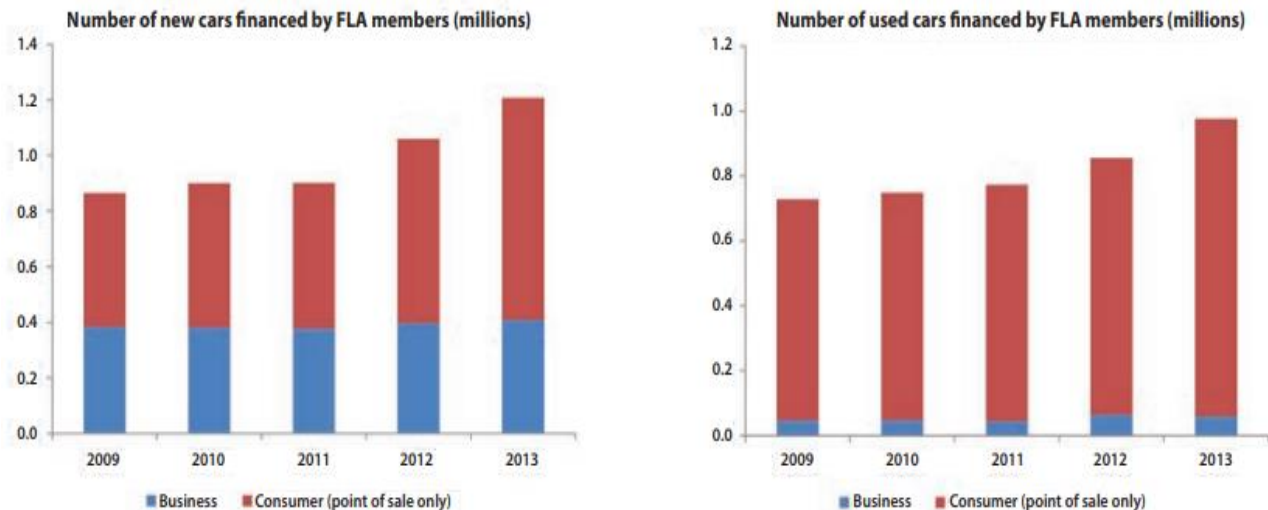 Number of new cars financed by FLA members (millions)
1.4
1.2
1.0
0.8
0.6
0.4
0.2
0.0
2009 2010 2011 2012 2013
Business Consumer (point of sale only)
Number of used cars financed by FLA members (millions)
1.2
1.0
0.8
0.6
0.4
0.2
0.0
2009 2010 2011 2012 2013
Business Consumer (point of sale only)